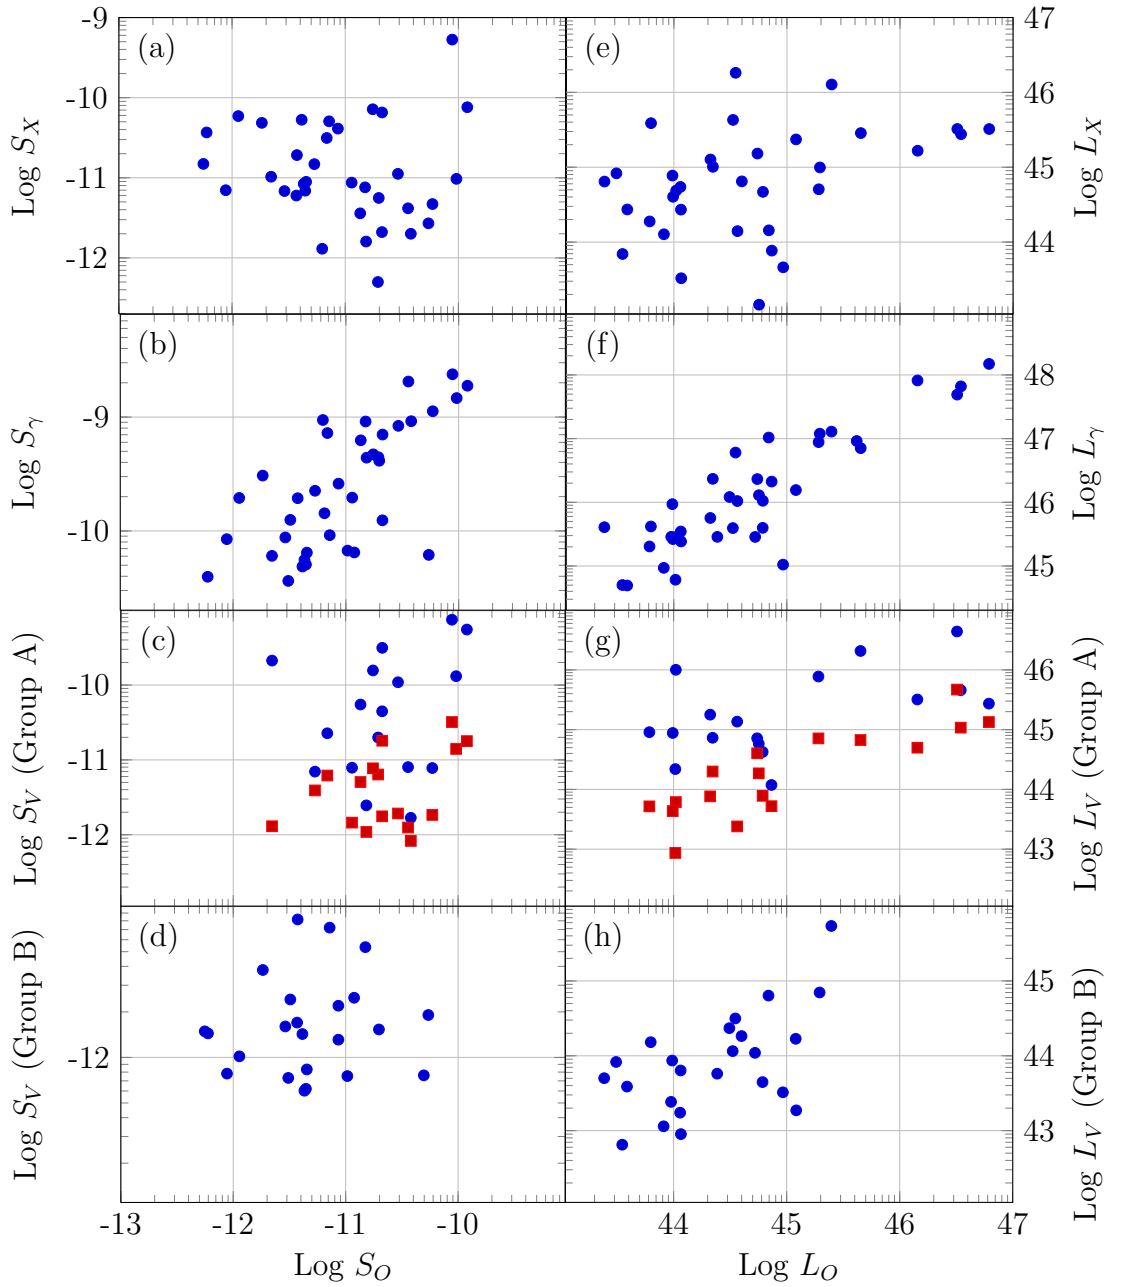 -9
-10
-11
-12
Log S_X
(a)
(e)
47
46
45
44
Log L_X
-9
-10
Log S_γ
(b)
(f)
48
47
46
45
Log L_γ
-10
-11
-12
Log S_V (Group A)
(c)
(g)
46
45
44
43
Log L_V (Group A)
-12
Log S_V (Group B)
(d)
(h)
45
44
43
Log L_V (Group B)
-13 -12 -11 -10 44 45 46 47
Log S_O Log L_O